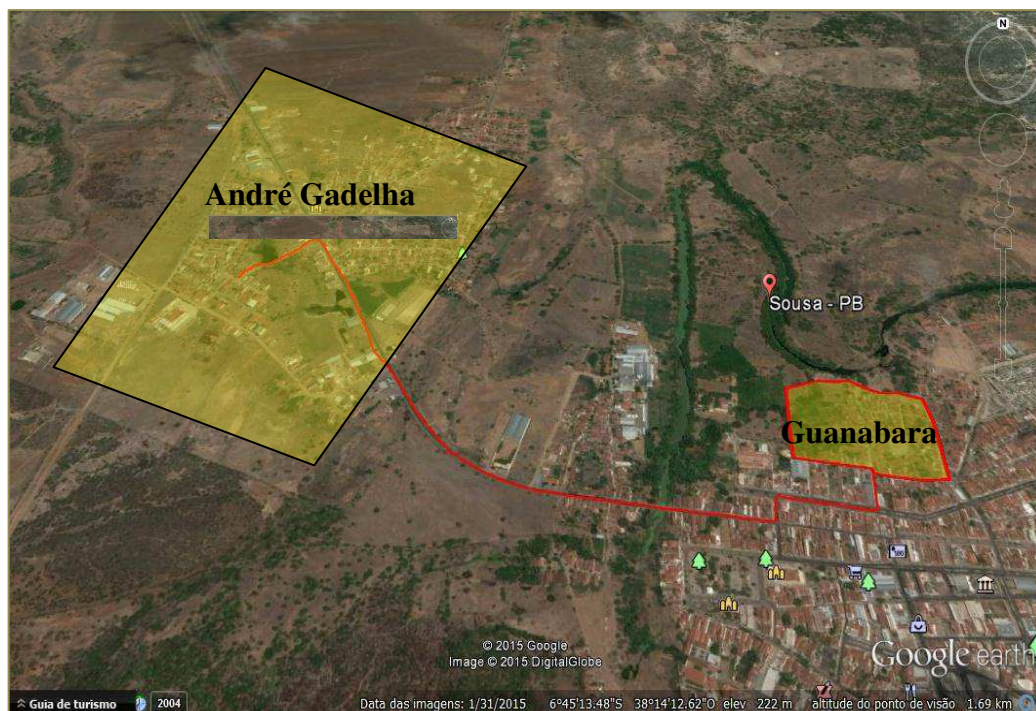 N
André Gadelha
Sousa - PB
Guanabara
© 2015 Google
Image © 2015 DigitalGlobe
Google earth
Guia de turismo
2004
Data das imagens: 1/31/2015 6°45'13.48"S 38°14'12.62"O elev 222 m altitude do ponto de visão 1.69 km